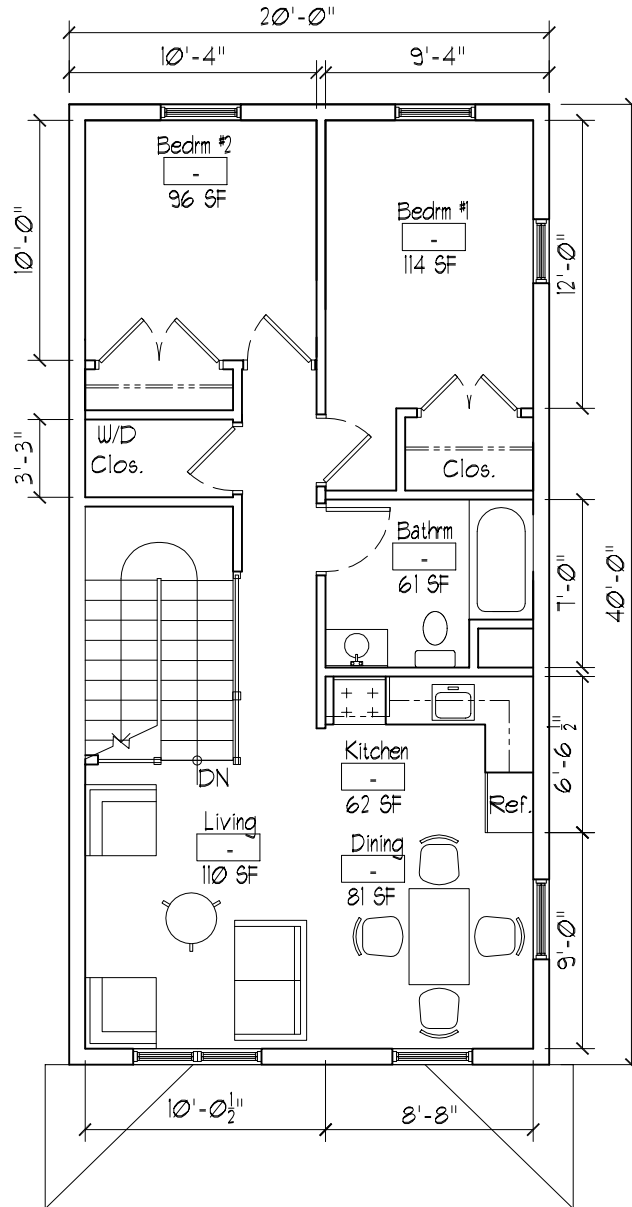 20'-0"
10'-4"
9'-4"
Bedrm #2
-
96 SF
Bedrm #1
-
114 SF
10'-0"
12'-0"
W/D
Clos.
3'-3"
Clos.
Bathrm
-
61 SF
7'-0"
40'-0"
6'-6 1/2"
Kitchen
-
62 SF
DN
Ref.
Living
-
110 SF
Dining
-
81 SF
9'-0"
10'-0½"
8'-8"